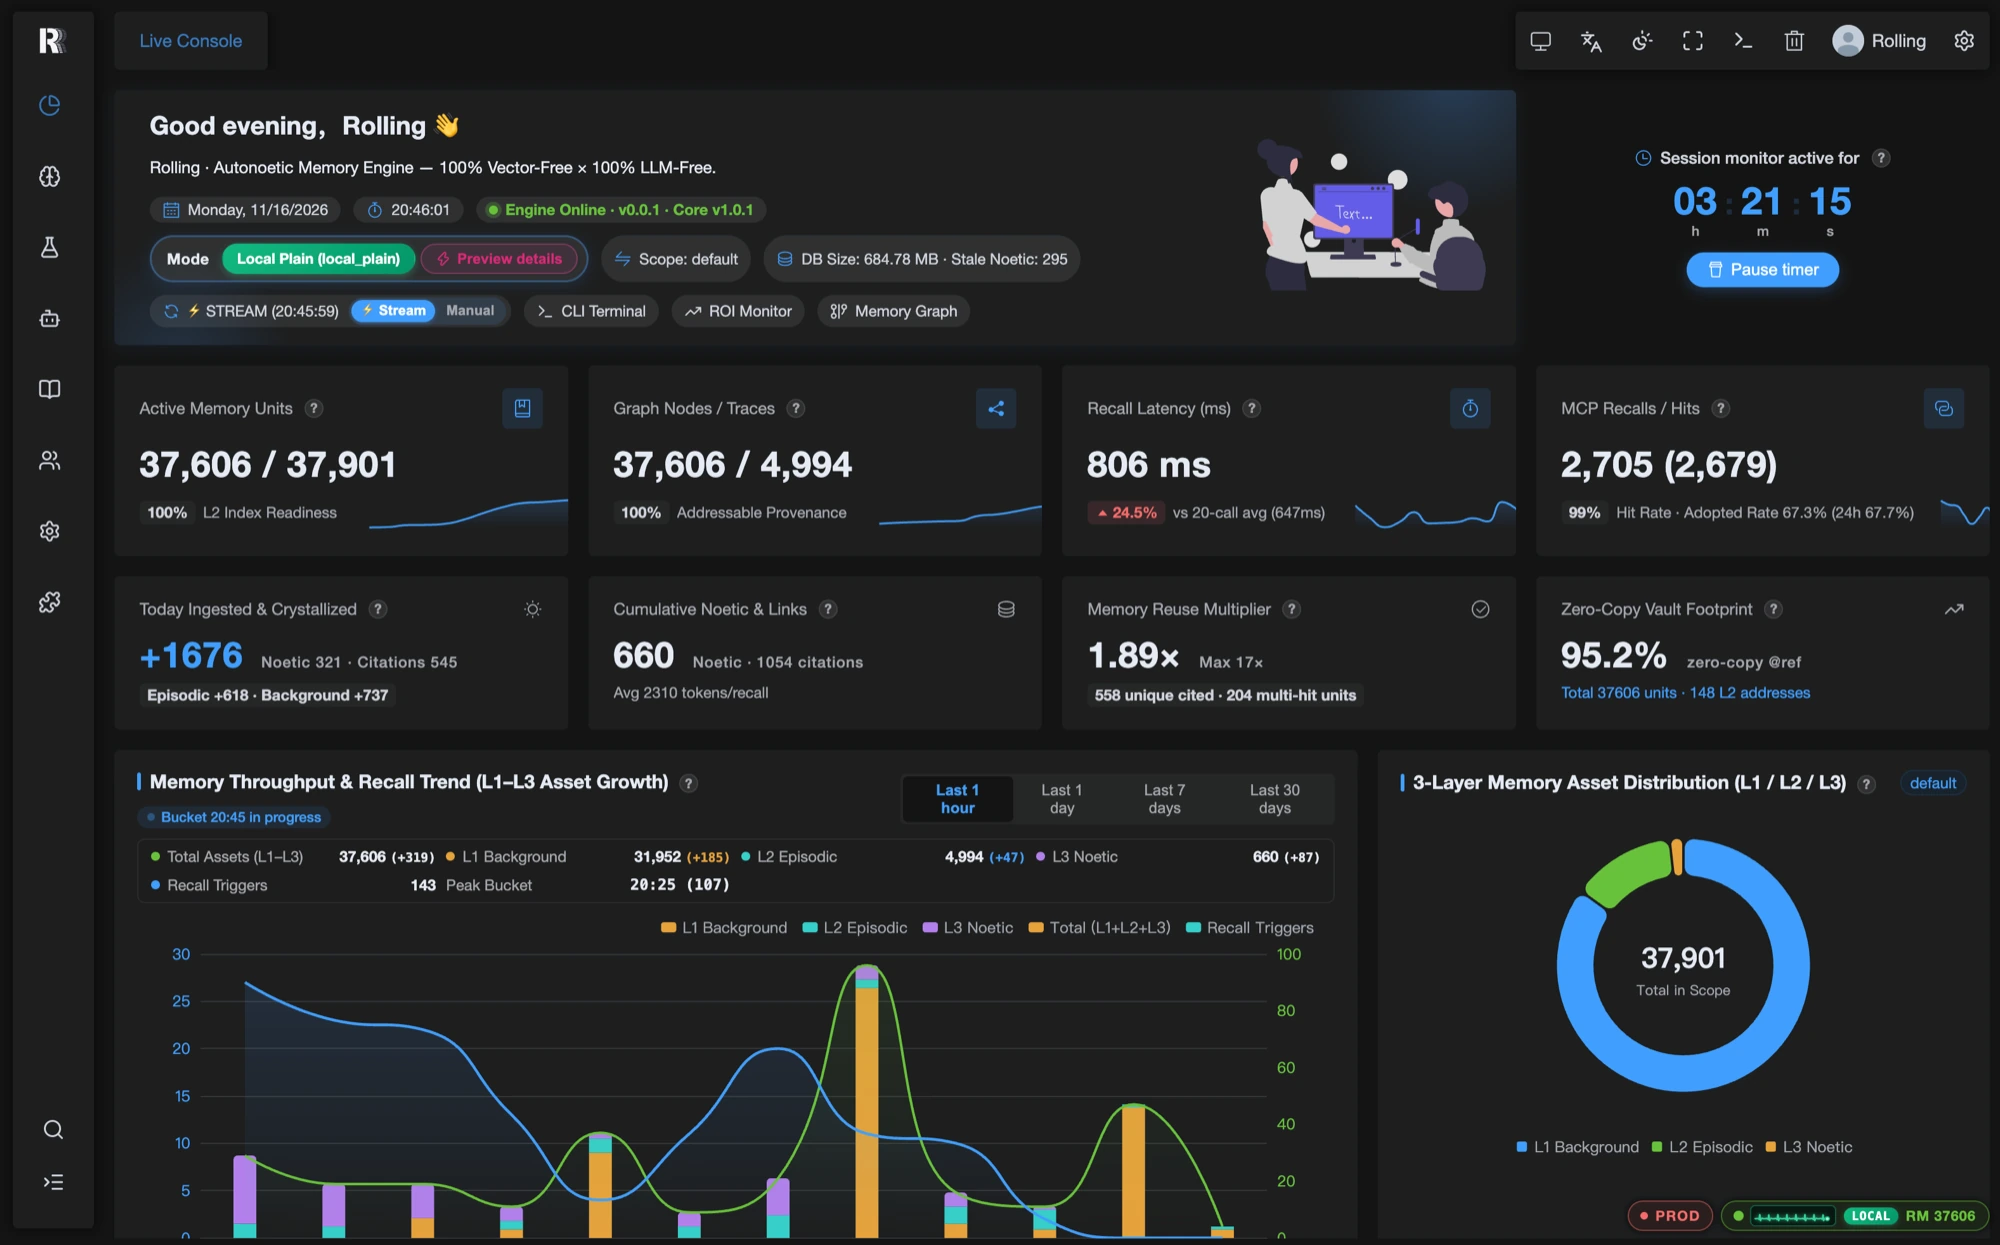 R
Live Console
Rolling
Good evening， Rolling 👋
Rolling · Autonoetic Memory Engine — 100% Vector-Free × 100% LLM-Free.
Monday, 11/16/2026
20:46:01
Engine Online · v0.0.1 · Core v1.0.1
Mode
Local Plain (local_plain)
Preview details
Scope: default
DB Size: 684.78 MB · Stale Noetic: 295
⚡ STREAM (20:45:59)
⚡ Stream
Manual
CLI Terminal
ROI Monitor
Memory Graph
Text...
Session monitor active for ?
03 : 21 : 15
h m s
Pause timer
Active Memory Units ?
37,606 / 37,901
100% L2 Index Readiness
Graph Nodes / Traces ?
37,606 / 4,994
100% Addressable Provenance
Recall Latency (ms) ?
806 ms
24.5% vs 20-call avg (647ms)
MCP Recalls / Hits ?
2,705 (2,679)
99% Hit Rate · Adopted Rate 67.3% (24h 67.7%)
Today Ingested & Crystallized ?
+1676 Noetic 321 · Citations 545
Episodic +618 · Background +737
Cumulative Noetic & Links ?
660 Noetic · 1054 citations
Avg 2310 tokens/recall
Memory Reuse Multiplier ?
1.89× Max 17×
558 unique cited · 204 multi-hit units
Zero-Copy Vault Footprint ?
95.2% zero-copy @ref
Total 37606 units · 148 L2 addresses
Memory Throughput & Recall Trend (L1–L3 Asset Growth) ?
Bucket 20:45 in progress
Last 1 hour
Last 1 day
Last 7 days
Last 30 days
Total Assets (L1–L3) 37,606 (+319)
L1 Background 31,952 (+185)
L2 Episodic 4,994 (+47)
L3 Noetic 660 (+87)
Recall Triggers 143
Peak Bucket 20:25 (107)
L1 Background L2 Episodic L3 Noetic Total (L1+L2+L3) Recall Triggers
30
25
20
15
10
5
0
100
80
60
40
20
0
3-Layer Memory Asset Distribution (L1 / L2 / L3) ?
default
37,901
Total in Scope
L1 Background L2 Episodic L3 Noetic
PROD
LOCAL RM 37606